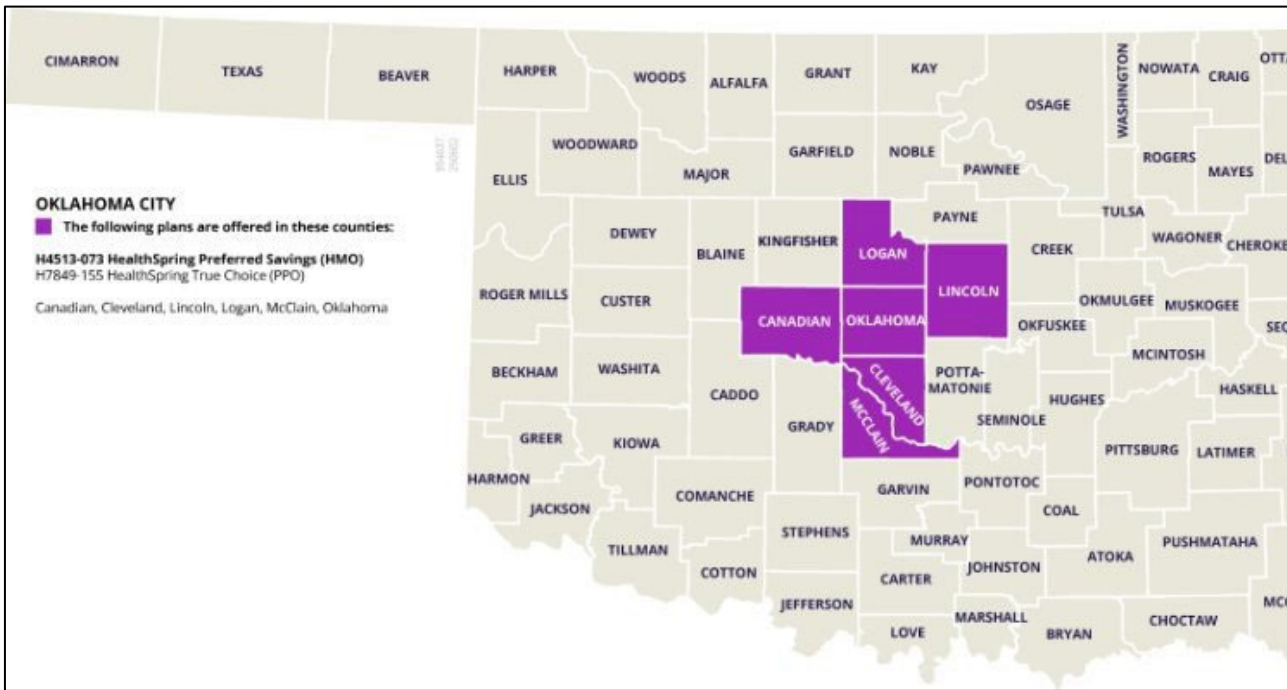 CIMARRON
TEXAS
BEAVER
HARPER
WOODS
ALFALFA
GRANT
KAY
OSAGE
WASHINGTON
NOWATA
CRAIG
OTT
WOODWARD
ELLIS
MAJOR
GARFIELD
NOBLE
PAWNEE
ROGERS
MAYES
DEL
OKLAHOMA CITY
The following plans are offered in these counties:
H4513-073 HealthSpring Preferred Savings (HMO)
H7849-155 HealthSpring True Choice (PPO)
Canadian, Cleveland, Lincoln, Logan, McClain, Oklahoma
DEWEY
BLAINE
KINGFISHER
LOGAN
PAYNE
CREEK
TULSA
WAGONER
CHEROKE
ROGER MILLS
CUSTER
CANADIAN
OKLAHOMA
LINCOLN
OKMULGEE
MUSKOGEE
OKFUSKEE
SEQ
MCINTOSH
BECKHAM
WASHITA
CADDO
GRADY
CLEVELAND
MCCLAIN
POTTA-
MATONIE
SEMINOLE
HUGHES
HASKELL
GREER
KIOWA
PITTSBURG
LATIMER
HARMON
JACKSON
COMANCHE
GARVIN
PONTOTOC
COAL
TILLMAN
STEPHENS
MURRAY
COTTON
CARTER
JOHNSTON
ATOKA
PUSHMATAHA
JEFFERSON
LOVE
MARSHALL
BRYAN
CHOCTAW
MCC